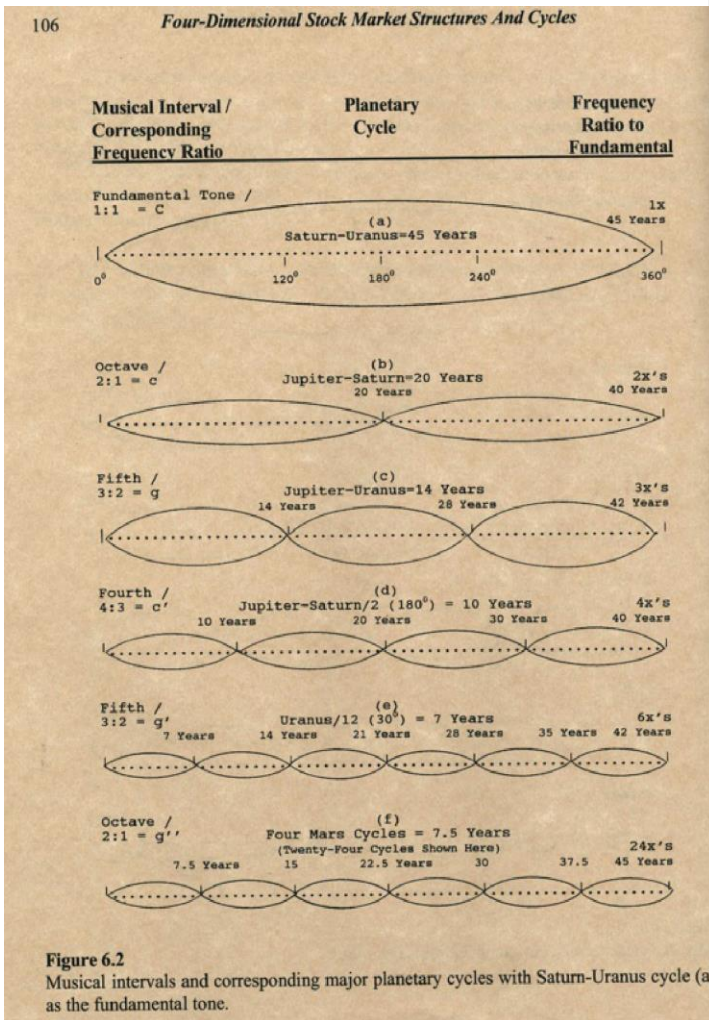 106
Four-Dimensional Stock Market Structures And Cycles
Musical Interval /
Corresponding
Frequency Ratio
Planetary
Cycle
Frequency
Ratio to
Fundamental
Fundamental Tone /
1:1 = C
(a)
Saturn-Uranus=45 Years
1x
45 Years
0⁰
120⁰
180⁰
240⁰
360⁰
Octave /
2:1 = c
(b)
Jupiter-Saturn=20 Years
20 Years
2x's
40 Years
Fifth /
3:2 = g
(c)
Jupiter-Uranus=14 Years
14 Years 28 Years
3x's
42 Years
Fourth /
4:3 = c'
(d)
Jupiter-Saturn/2 (180⁰) = 10 Years
10 Years 20 Years 30 Years
4x's
40 Years
Fifth /
3:2 = g'
(e)
Uranus/12 (30⁰) = 7 Years
6x's
7 Years 14 Years 21 Years 28 Years 35 Years 42 Years
Octave /
2:1 = g''
(f)
Four Mars Cycles = 7.5 Years
(Twenty-Four Cycles Shown Here)
24x's
7.5 Years 15 22.5 Years 30 37.5 45 Years
Figure 6.2
Musical intervals and corresponding major planetary cycles with Saturn-Uranus cycle (a
as the fundamental tone.